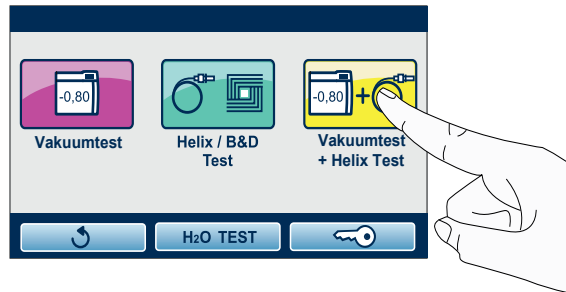 -0,80
-0,80
Vakuumtest
Helix / B&D
Test
Vakuumtest
+ Helix Test
H2O TEST